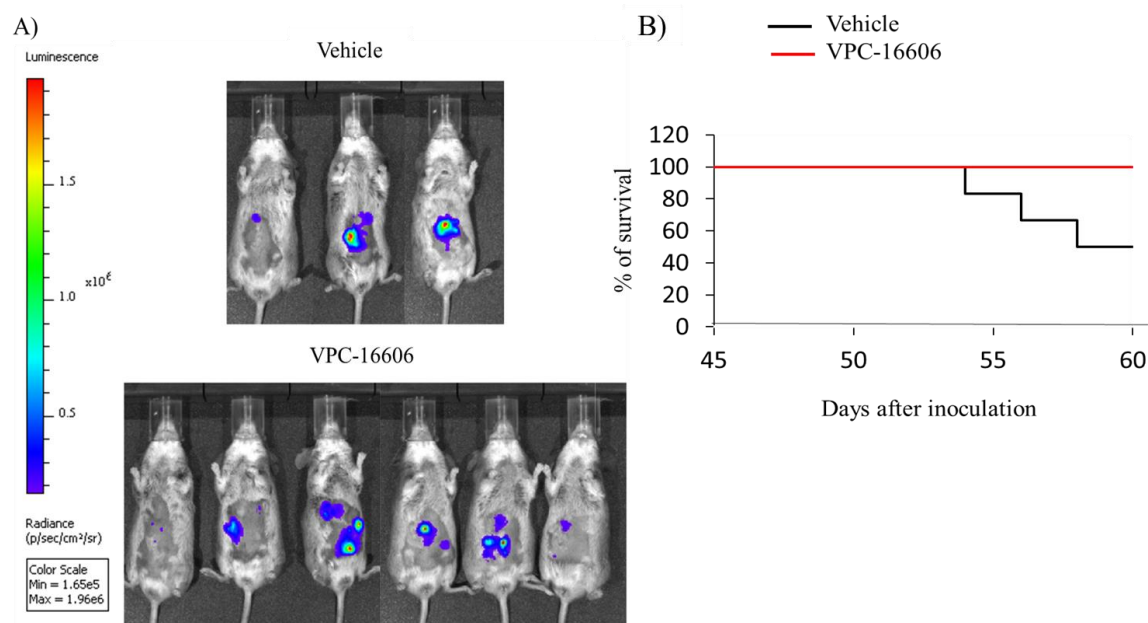 A)
Vehicle
Luminescence
1.5
x10⁶
1.0
0.5
Radiance
(p/sec/cm²/sr)
Color Scale
Min = 1.65e5
Max = 1.96e6
VPC-16606
B)
Vehicle
VPC-16606
% of survival
120
100
80
60
40
20
0
45 50 55 60
Days after inoculation